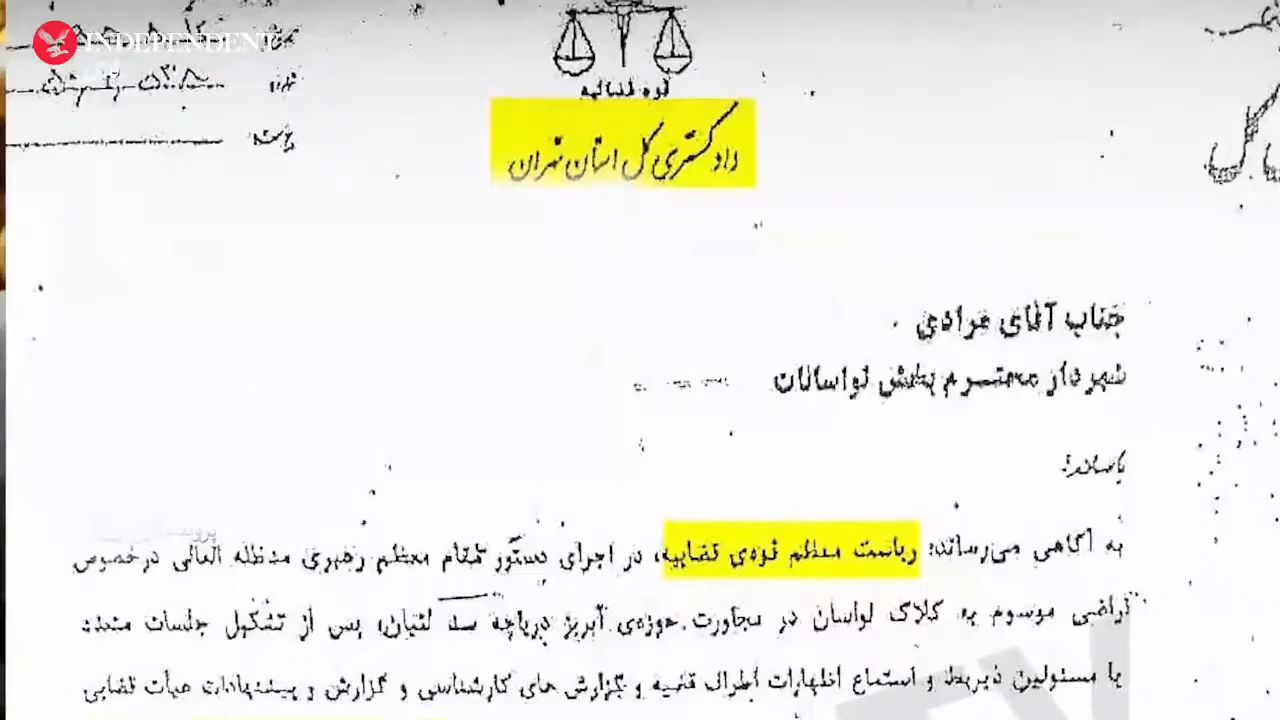 INDEPENDENT
قوه قضائیه
دادگستری کل استان تهران
جناب آقای مرادی
شهردار محترم بخش لواسانات
باسلام؛
به آگاهی می‌رساند؛ ریاست معظم قوه‌ی قضاییه، در اجرای دستور مقام معظم رهبری مدظله العالی درخصوص
اراضی موسوم به کلاک لواسان در مجاورت حوزه‌ی آبریز دریاچه سد لتیان، پس از تشکیل جلسات متعدد
با مسئولین ذیربط و استماع اظهارات اطراف قضیه و گزارش های کارشناسی و گزارش و پیشنهادات هیات قضایی